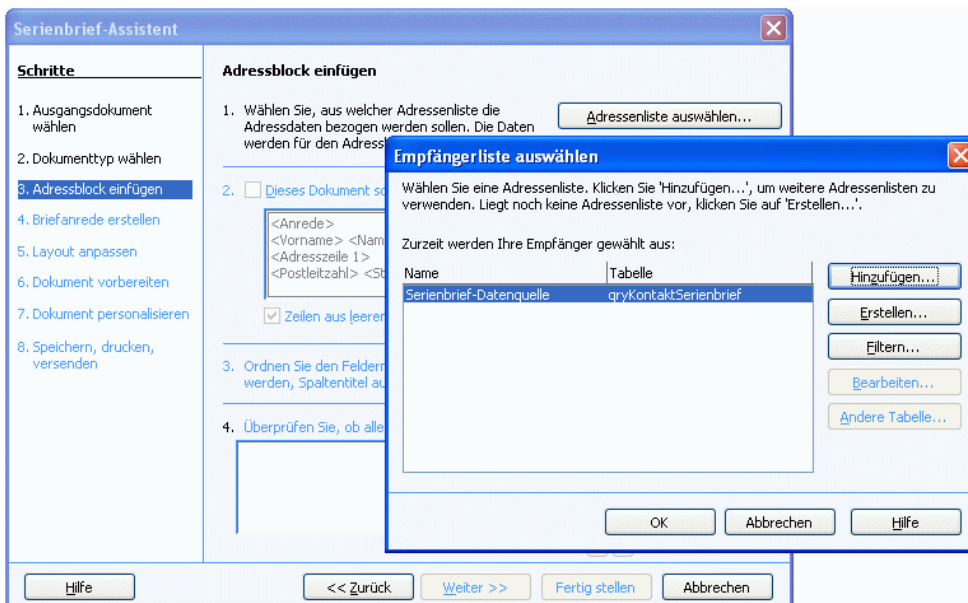 Serienbrief-Assistent
Schritte
1. Ausgangsdokument
wählen
2. Dokumenttyp wählen
3. Adressblock einfügen
4. Briefanrede erstellen
5. Layout anpassen
6. Dokument vorbereiten
7. Dokument personalisieren
8. Speichern, drucken,
versenden
Adressblock einfügen
1. Wählen Sie, aus welcher Adressenliste die
Adressdaten bezogen werden sollen. Die Daten
werden für den Adress
Adressenliste auswählen...
2. Dieses Dokument so
<Anrede>
<Vorname> <Nam
<Adresszeile 1>
<Postleitzahl> <St
Zeilen aus leeren
3. Ordnen Sie den Feldern
werden, Spaltentitel au
4. Überprüfen Sie, ob alle
Empfängerliste auswählen
Wählen Sie eine Adressenliste. Klicken Sie 'Hinzufügen...', um weitere Adressenlisten zu
verwenden. Liegt noch keine Adressenliste vor, klicken Sie auf 'Erstellen...'.
Zurzeit werden Ihre Empfänger gewählt aus:
Name Tabelle
Serienbrief-Datenquelle qryKontaktSerienbrief
Hinzufügen...
Erstellen...
Filtern...
Bearbeiten...
Andere Tabelle...
OK Abbrechen Hilfe
Hilfe << Zurück Weiter >> Fertig stellen Abbrechen